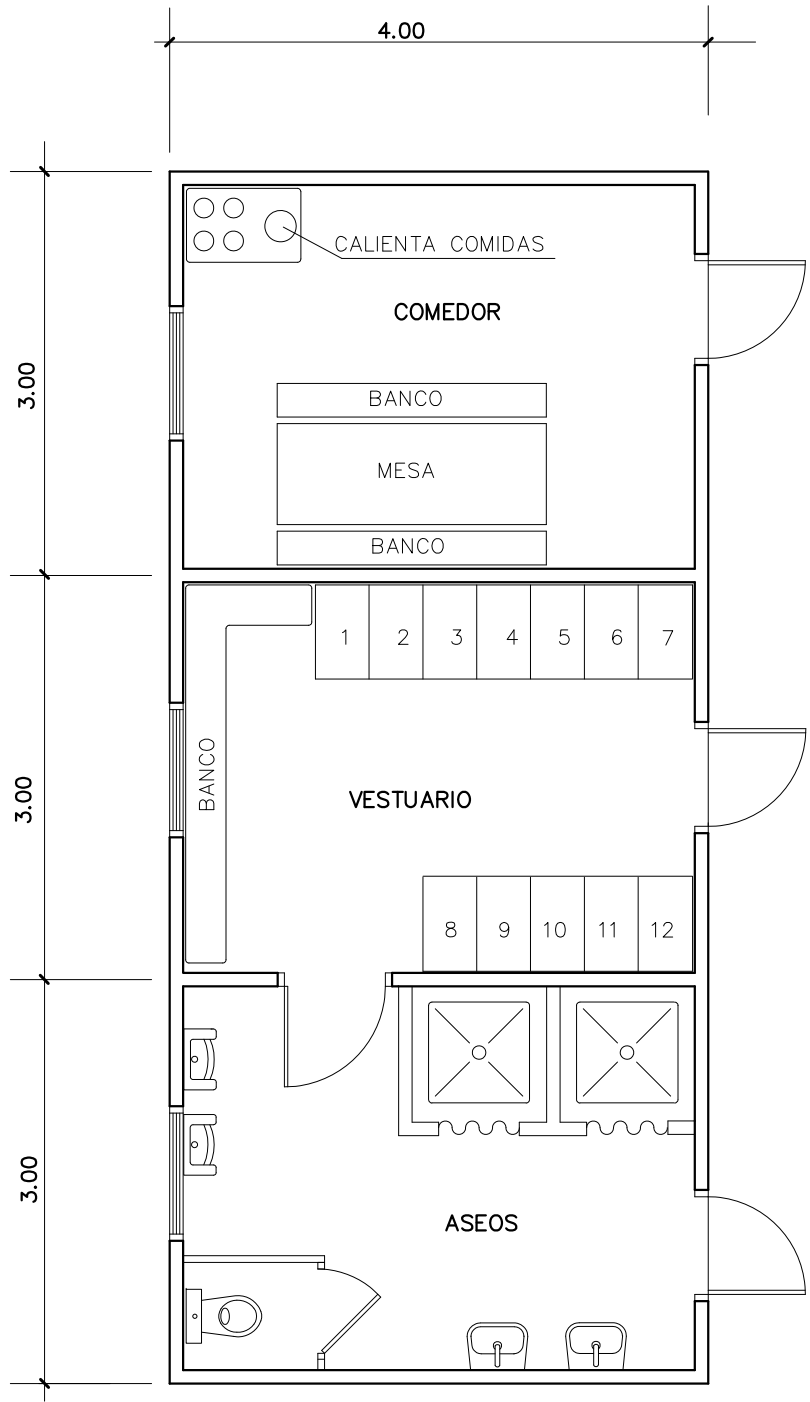 4.00
CALIENTA COMIDAS
COMEDOR
3.00
BANCO
MESA
BANCO
1 2 3 4 5 6 7
BANCO
3.00
VESTUARIO
8 9 10 11 12
3.00
ASEOS